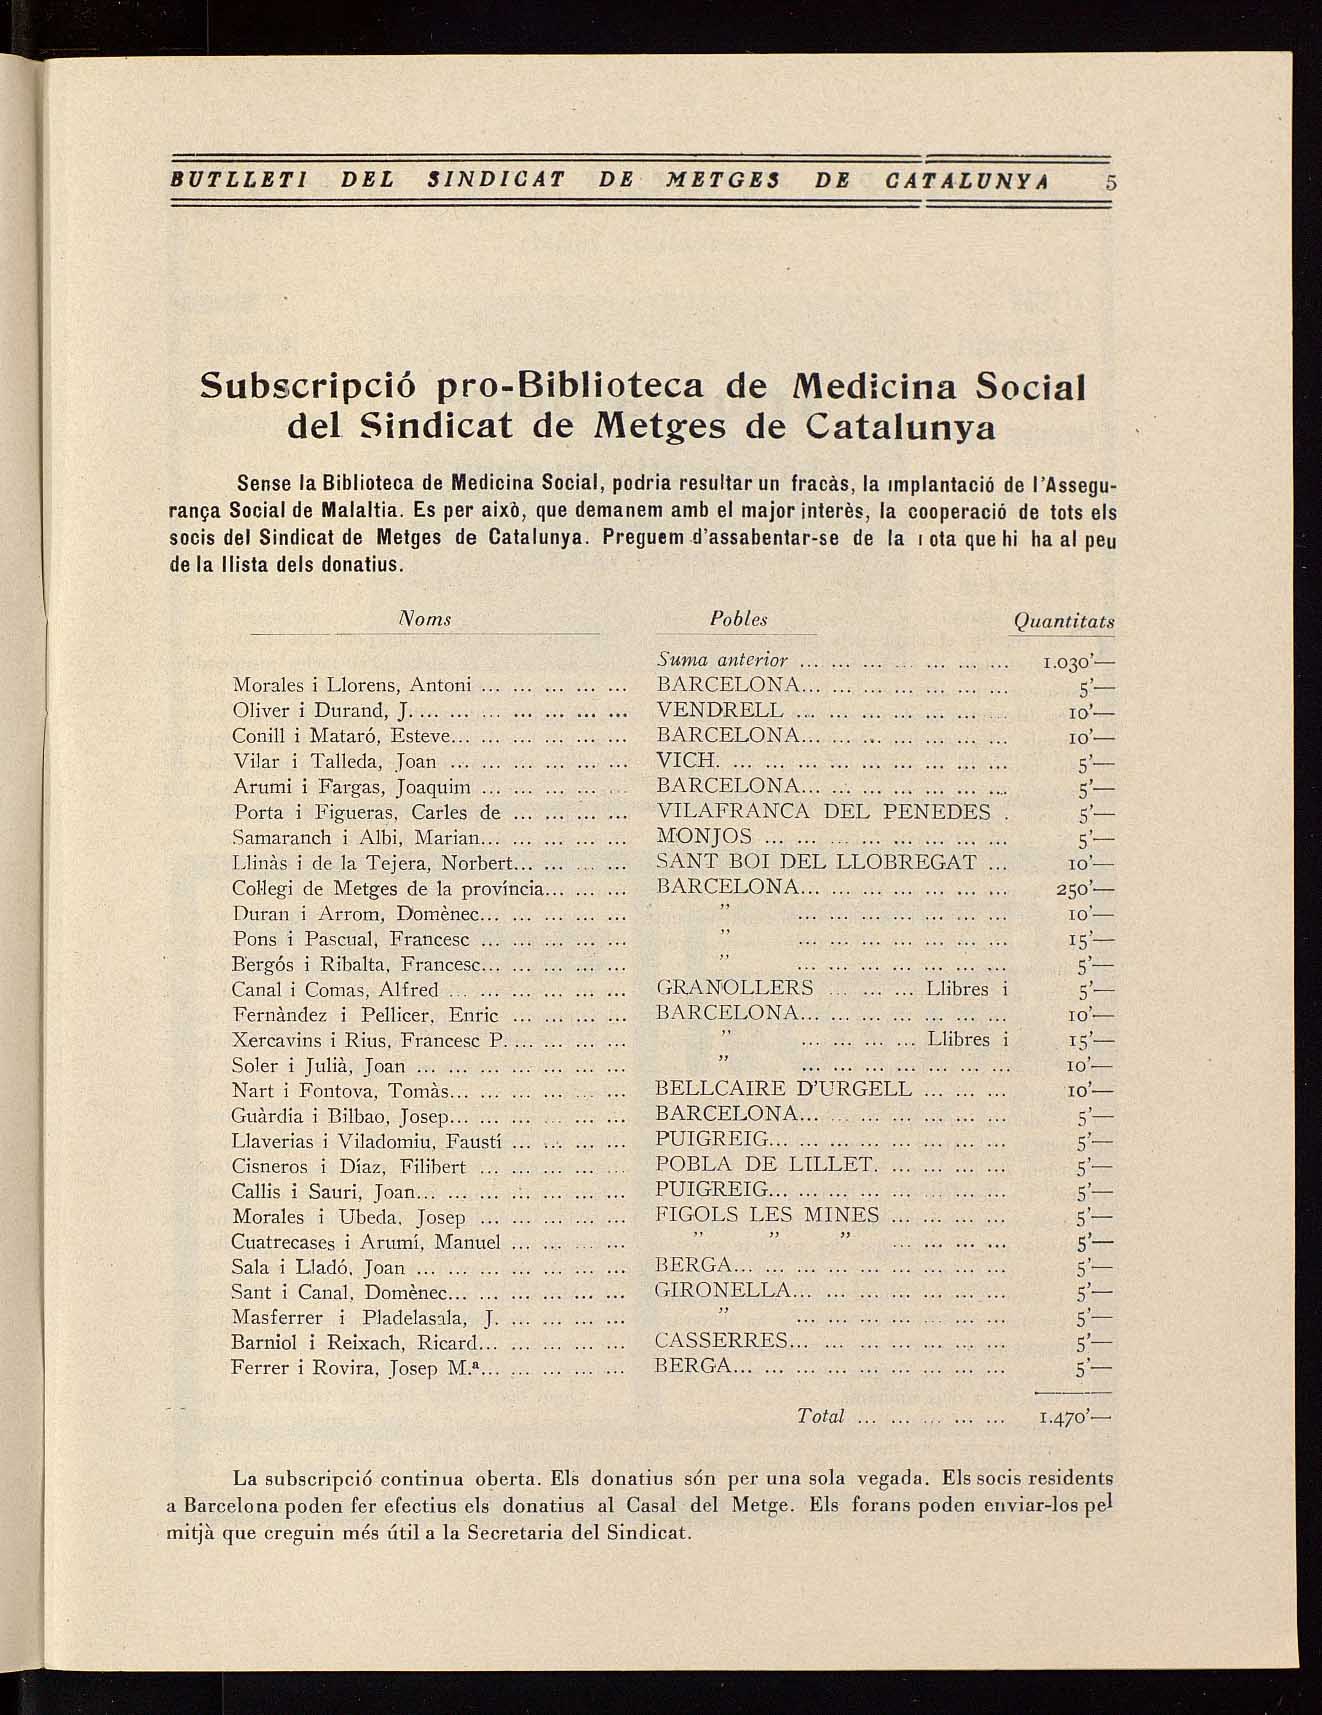 BUTLLETI DEL SINDICAT DE METGES DE CATALUNYA 5
Subscripció pro-Biblioteca de Medicina Social
del Sindicat de Metges de Catalunya
Sense la Biblioteca de Medicina Social, podria resultar un fracàs, la implantació de l'Assegu-
rança Social de Malaltia. Es per això, que demanem amb el major interès, la cooperació de tots els
socis del Sindicat de Metges de Catalunya. Preguem d'assabentar-se de la ota que hi ha al peu
de la llista dels donatius.
Noms Pobles Quantitats
Suma anterior ... ... ... ... ... ... ... 1.030'—
Morales i Llorens, Antoni ... ... ... ... ... BARCELONA... ... ... ... ... ... ... 5'—
Oliver i Durand, J. ... ... ... ... ... ... ... VENDRELL ... ... ... ... ... ... ... 10'—
Conill i Mataró, Esteve... ... ... ... ... ... BARCELONA... ... ... ... ... ... ... 10'—
Vilar i Talleda, Joan ... ... ... ... ... ... VICH. ... ... ... ... ... ... ... ... ... 5'—
Arumi i Fargas, Joaquim ... ... ... ... ... BARCELONA... ... ... ... ... ... ... 5'—
Porta i Figueras, Carles de ... ... ... ... VILAFRANCA DEL PENEDES . 5'—
Samaranch i Albi, Marian... ... ... ... ... MONJOS ... ... ... ... ... ... ... ... 5'—
Llinàs i de la Tejera, Norbert... ... ... ... SANT BOI DEL LLOBREGAT ... 10'—
Col·legi de Metges de la província... ... ... BARCELONA... ... ... ... ... ... ... 250'—
Duran i Arrom, Domènec... ... ... ... ... " ... ... ... ... ... ... ... 10'—
Pons i Pascual, Francesc ... ... ... ... ... " ... ... ... ... ... ... ... 15'—
Bergós i Ribalta, Francesc... ... ... ... ... " ... ... ... ... ... ... ... 5'—
Canal i Comas, Alfred ... ... ... ... ... ... GRANOLLERS ... ... ... Llibres i 5'—
Fernàndez i Pellicer, Enric ... ... ... ... BARCELONA... ... ... ... ... ... ... 10'—
Xercavins i Rius, Francesc P. ... ... ... ... " ... ... ... ... Llibres i 15'—
Soler i Julià, Joan ... ... ... ... ... ... ... " ... ... ... ... ... ... ... 10'—
Nart i Fontova, Tomàs... ... ... ... ... ... BELLCAIRE D'URGELL ... ... ... 10'—
Guàrdia i Bilbao, Josep... ... ... ... ... ... BARCELONA... ... ... ... ... ... ... 5'—
Llaverias i Viladomiu, Faustí ... ... ... ... PUIGREIG... ... ... ... ... ... ... ... 5'—
Cisneros i Díaz, Filibert ... ... ... ... ... POBLA DE LILLET. ... ... ... ... 5'—
Callis i Sauri, Joan... ... ... ... ... ... ... PUIGREIG... ... ... ... ... ... ... ... 5'—
Morales i Ubeda, Josep ... ... ... ... ... FIGOLS LES MINES ... ... ... ... 5'—
Cuatrecases i Arumí, Manuel ... ... ... ... " " " ... ... ... ... 5'—
Sala i Lladó, Joan ... ... ... ... ... ... ... BERGA... ... ... ... ... ... ... ... ... 5'—
Sant i Canal, Domènec... ... ... ... ... ... GIRONELLA... ... ... ... ... ... ... 5'—
Masferrer i Pladelasala, J. ... ... ... ... " ... ... ... ... ... ... ... 5'—
Barniol i Reixach, Ricard... ... ... ... ... CASSERRES... ... ... ... ... ... ... 5'—
Ferrer i Rovira, Josep M.ª... ... ... ... ... BERGA... ... ... ... ... ... ... ... ... 5'—
Total ... ... ... ... ... 1.470'—
La subscripció continua oberta. Els donatius són per una sola vegada. Els socis residents
a Barcelona poden fer efectius els donatius al Casal del Metge. Els forans poden enviar-los pel
mitjà que creguin més útil a la Secretaria del Sindicat.